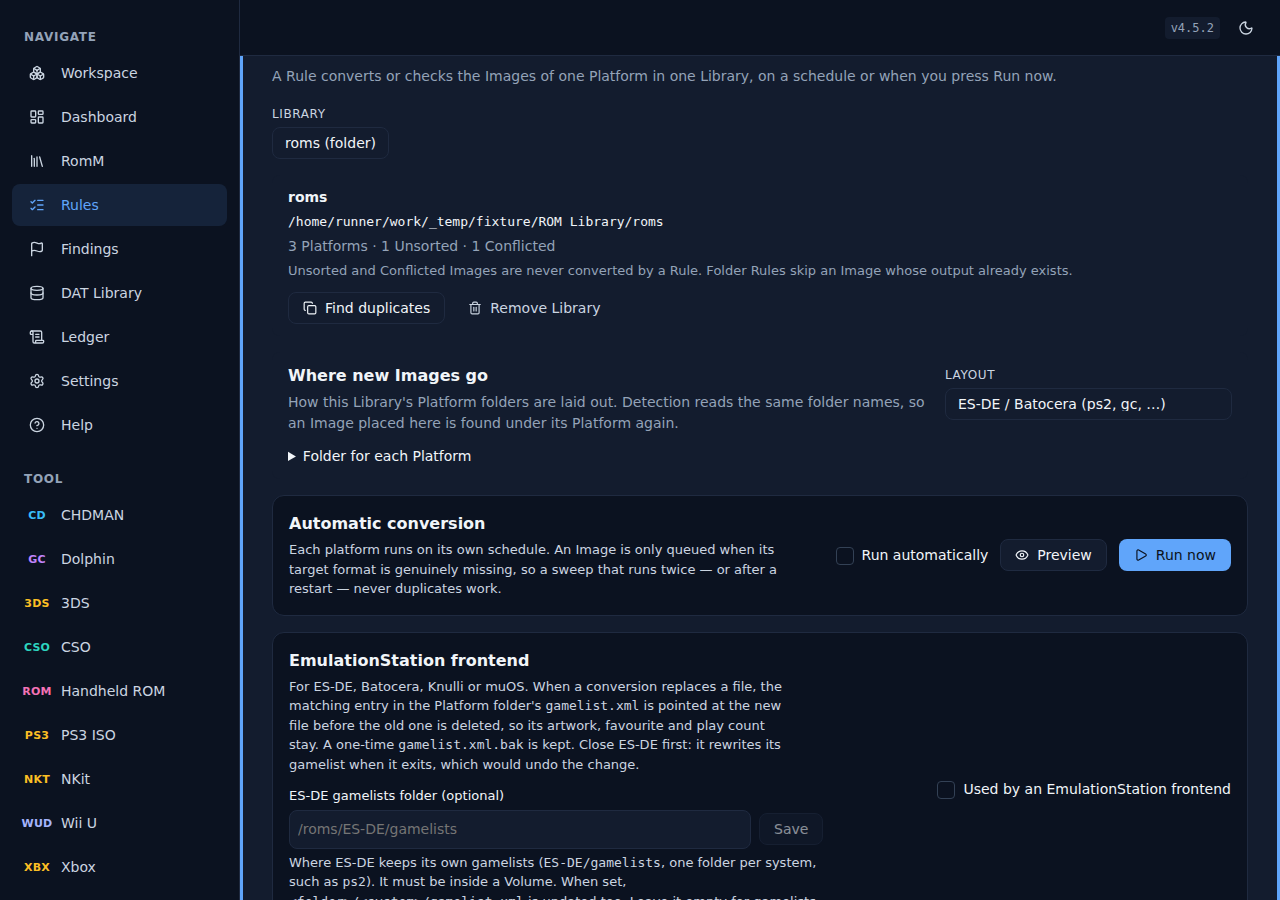 NAVIGATE
Workspace
Dashboard
RomM
Rules
Findings
DAT Library
Ledger
Settings
Help
TOOL
CD CHDMAN
GC Dolphin
3DS 3DS
CSO CSO
ROM Handheld ROM
PS3 PS3 ISO
NKT NKit
WUD Wii U
XBX Xbox
v4.5.2
A Rule converts or checks the Images of one Platform in one Library, on a schedule or when you press Run now.
LIBRARY
roms (folder)
roms
/home/runner/work/_temp/fixture/ROM Library/roms
3 Platforms · 1 Unsorted · 1 Conflicted
Unsorted and Conflicted Images are never converted by a Rule. Folder Rules skip an Image whose output already exists.
Find duplicates
Remove Library
Where new Images go
How this Library's Platform folders are laid out. Detection reads the same folder names, so
an Image placed here is found under its Platform again.
LAYOUT
ES-DE / Batocera (ps2, gc, …)
Folder for each Platform
Automatic conversion
Each platform runs on its own schedule. An Image is only queued when its
target format is genuinely missing, so a sweep that runs twice — or after a
restart — never duplicates work.
Run automatically
Preview
Run now
EmulationStation frontend
For ES-DE, Batocera, Knulli or muOS. When a conversion replaces a file, the
matching entry in the Platform folder's gamelist.xml is pointed at the new
file before the old one is deleted, so its artwork, favourite and play count
stay. A one-time gamelist.xml.bak is kept. Close ES-DE first: it rewrites its
gamelist when it exits, which would undo the change.
ES-DE gamelists folder (optional)
/roms/ES-DE/gamelists
Save
Used by an EmulationStation frontend
Where ES-DE keeps its own gamelists (ES-DE/gamelists, one folder per system,
such as ps2). It must be inside a Volume. When set,
<folder>/<system>/gamelist.xml is updated too. Leave it empty for gamelists